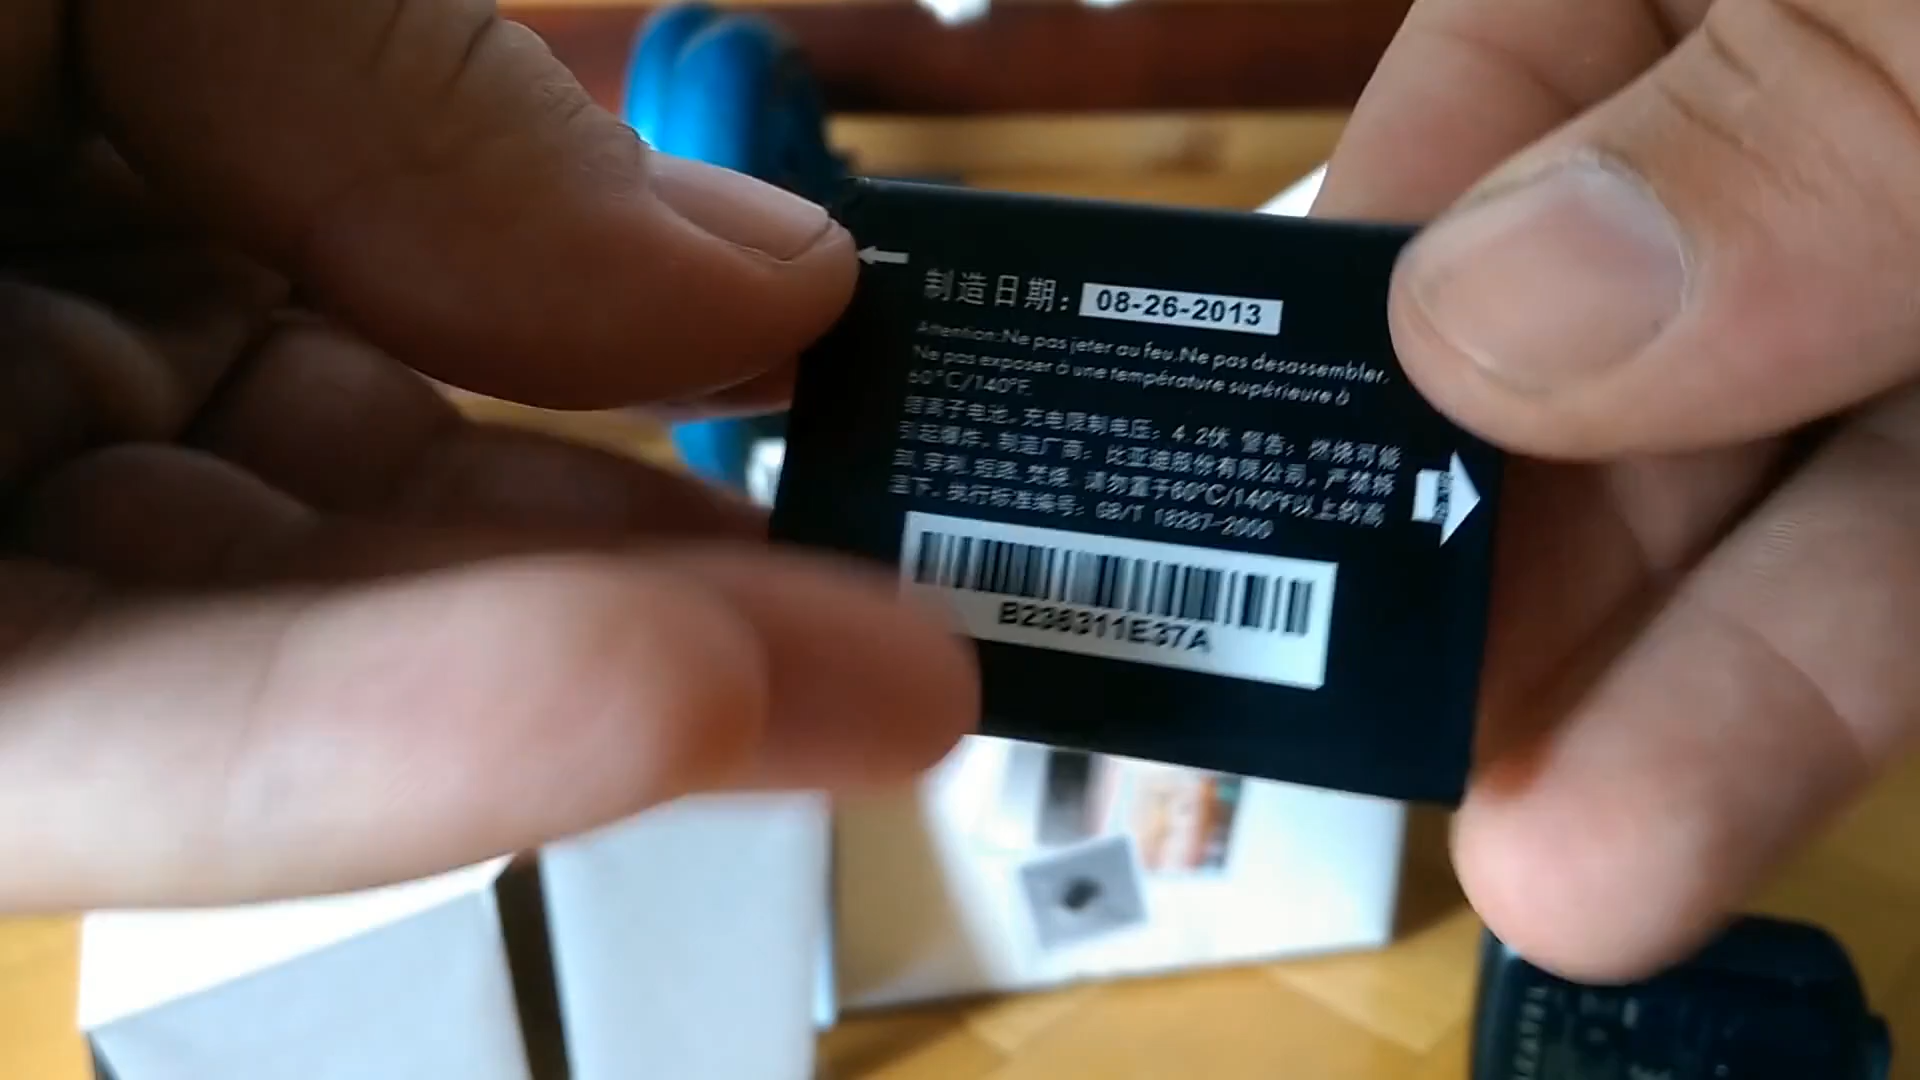 制造日期: 08-26-2013
Attention:Ne pas jeter au feu.Ne pas desassembler.
Ne pas exposer à une température supérieure à
60°C/140°F.
锂离子电池。充电限制电压：4.2伏 警告：燃烧可能
引起爆炸。制造厂商：比亚迪股份有限公司。严禁拆
卸、穿刺、短路、焚烧。请勿置于60°C/140°F以上的高
温下。执行标准编号：GB/T 18287-2000
B236311E37A